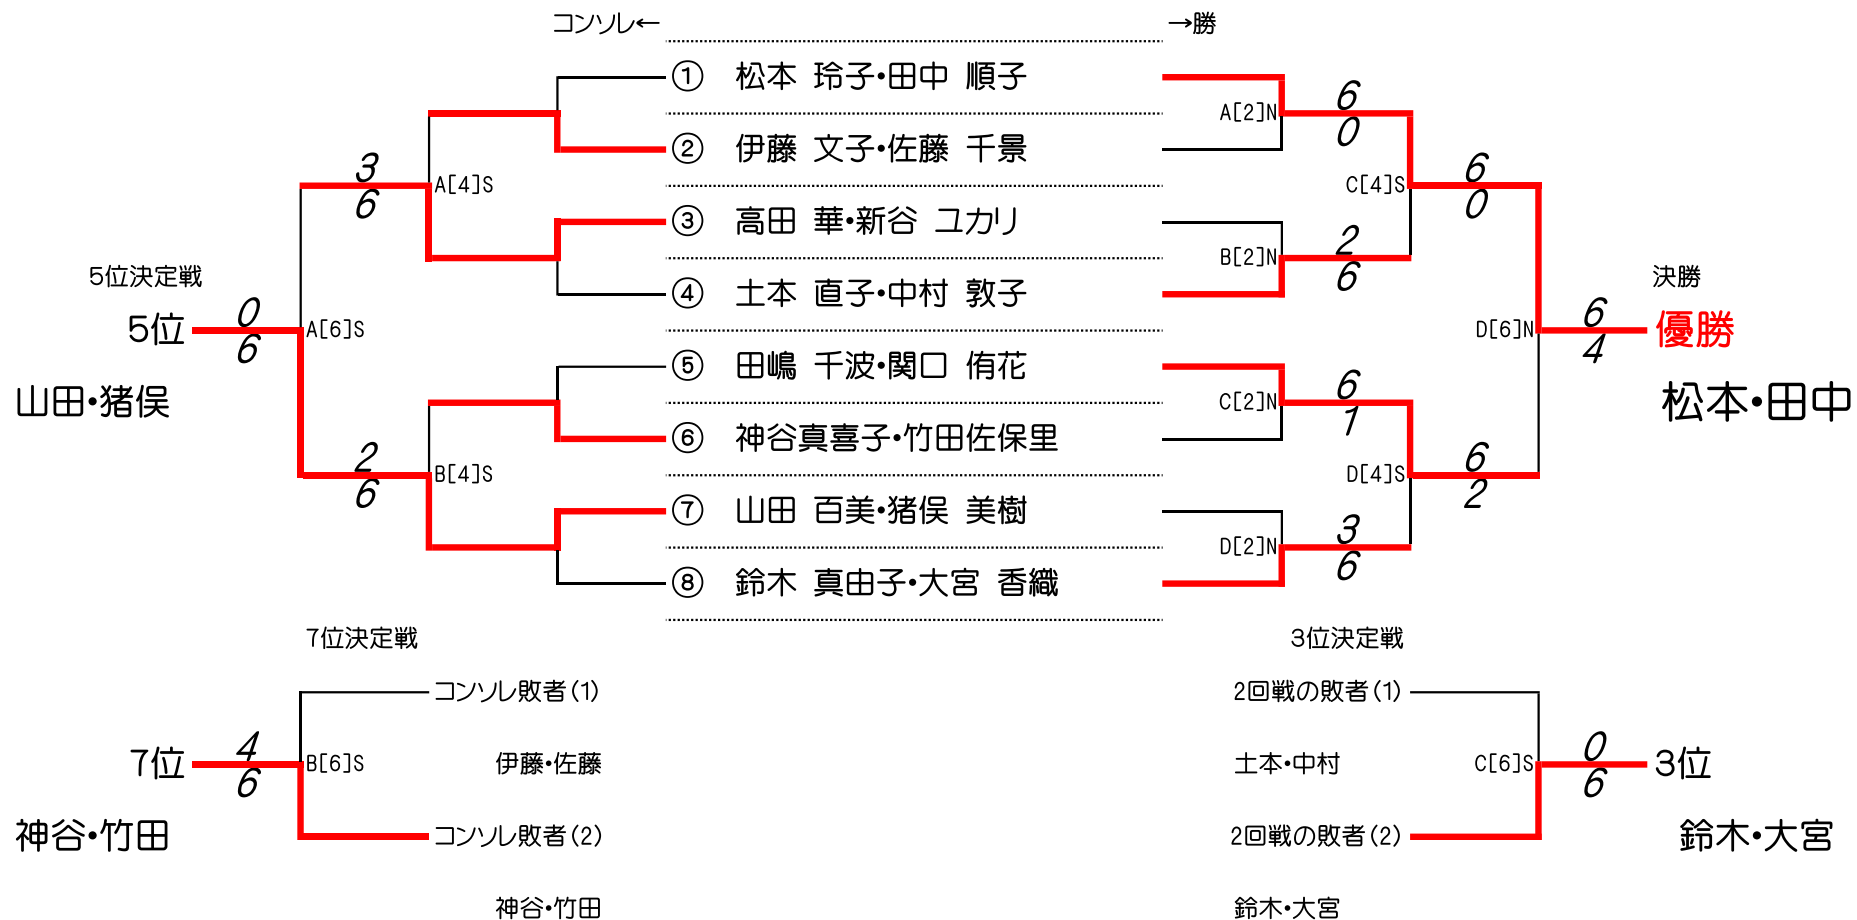 コンソレ← →勝
① 松本 玲子・田中 順子
6
A[2]N
0
② 伊藤 文子・佐藤 千景
3 6
A[4]S C[4]S
6 0
③ 高田 華・新谷 ユカリ
2
B[2]N
6
5位決定戦 決勝
④ 土本 直子・中村 敦子
0 6
5位 A[6]S D[6]N 優勝
6 4
⑤ 田嶋 千波・関口 侑花
山田・猪俣 松本・田中
6
C[2]N
1
⑥ 神谷真喜子・竹田佐保里
2 6
B[4]S D[4]S
6 2
⑦ 山田 百美・猪俣 美樹
3
D[2]N
6
⑧ 鈴木 真由子・大宮 香織
7位決定戦 3位決定戦
コンソレ敗者(1) 2回戦の敗者(1)
4 0
7位 B[6]S 伊藤・佐藤 土本・中村 C[6]S 3位
6 6
神谷・竹田 コンソレ敗者(2) 2回戦の敗者(2) 鈴木・大宮
神谷・竹田 鈴木・大宮